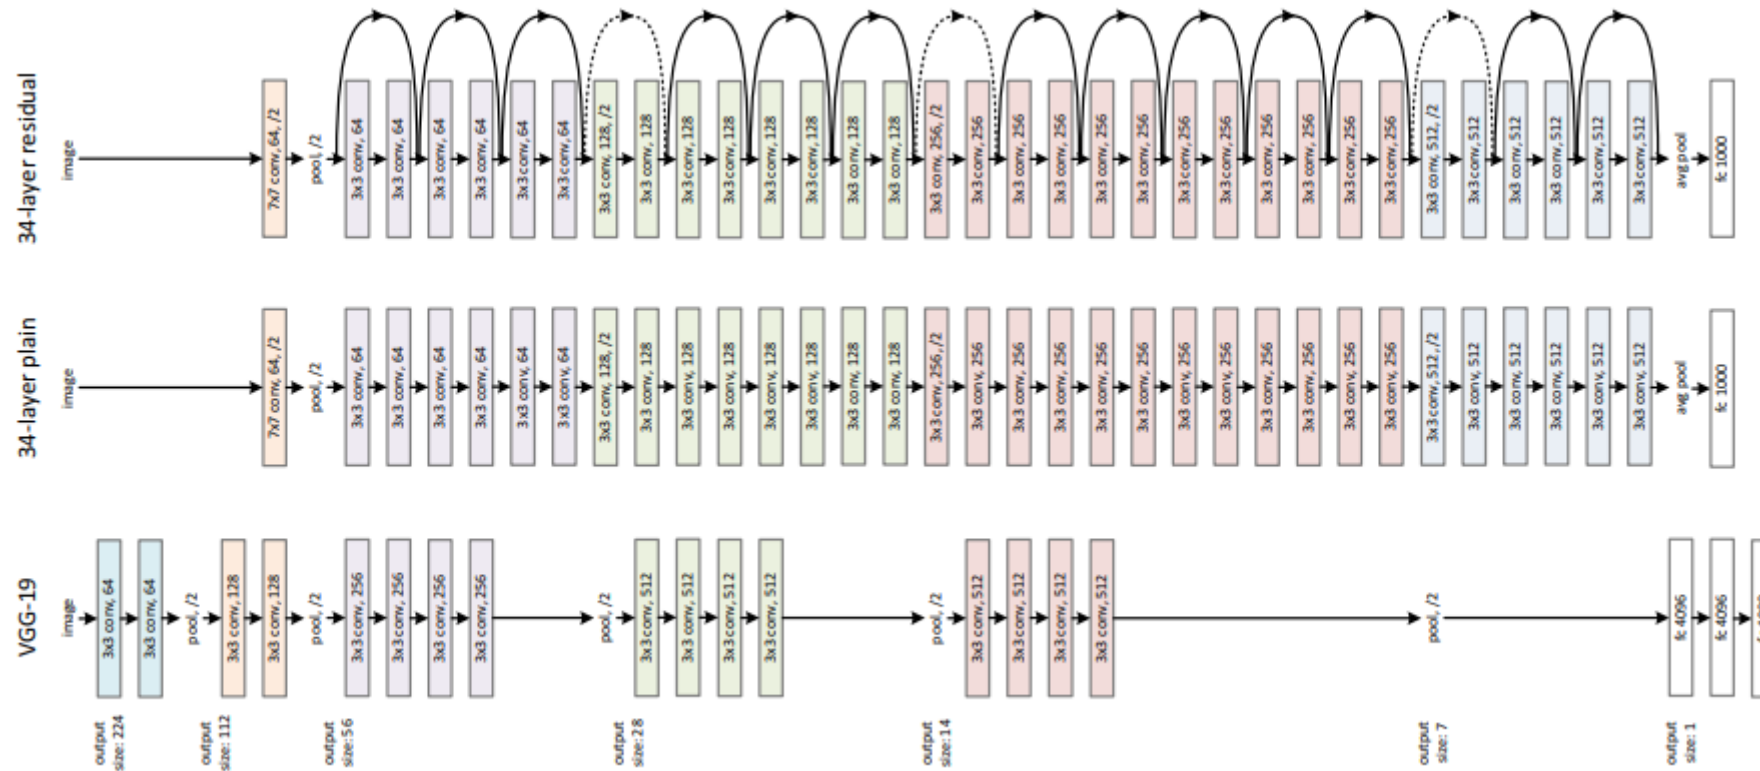 34-layer residual
image
7x7 conv, 64, /2
pool, /2
3x3 conv, 64
3x3 conv, 64
3x3 conv, 64
3x3 conv, 64
3x3 conv, 64
3x3 conv, 64
3x3 conv, 128, /2
3x3 conv, 128
3x3 conv, 128
3x3 conv, 128
3x3 conv, 128
3x3 conv, 128
3x3 conv, 128
3x3 conv, 128
3x3 conv, 256, /2
3x3 conv, 256
3x3 conv, 256
3x3 conv, 256
3x3 conv, 256
3x3 conv, 256
3x3 conv, 256
3x3 conv, 256
3x3 conv, 256
3x3 conv, 256
3x3 conv, 256
3x3 conv, 256
3x3 conv, 512, /2
3x3 conv, 512
3x3 conv, 512
3x3 conv, 512
3x3 conv, 512
3x3 conv, 512
avg pool
fc 1000
34-layer plain
image
7x7 conv, 64, /2
pool, /2
3x3 conv, 64
3x3 conv, 64
3x3 conv, 64
3x3 conv, 64
3x3 conv, 64
3x3 conv, 64
3x3 conv, 128, /2
3x3 conv, 128
3x3 conv, 128
3x3 conv, 128
3x3 conv, 128
3x3 conv, 128
3x3 conv, 128
3x3 conv, 128
3x3 conv, 256, /2
3x3 conv, 256
3x3 conv, 256
3x3 conv, 256
3x3 conv, 256
3x3 conv, 256
3x3 conv, 256
3x3 conv, 256
3x3 conv, 256
3x3 conv, 256
3x3 conv, 256
3x3 conv, 256
3x3 conv, 512, /2
3x3 conv, 512
3x3 conv, 512
3x3 conv, 512
3x3 conv, 512
3x3 conv, 512
avg pool
fc 1000
VGG-19
image
3x3 conv, 64
3x3 conv, 64
pool, /2
3x3 conv, 128
3x3 conv, 128
pool, /2
3x3 conv, 256
3x3 conv, 256
3x3 conv, 256
3x3 conv, 256
pool, /2
3x3 conv, 512
3x3 conv, 512
3x3 conv, 512
3x3 conv, 512
pool, /2
3x3 conv, 512
3x3 conv, 512
3x3 conv, 512
3x3 conv, 512
pool, /2
fc 4096
fc 4096
output
size: 224
output
size: 112
output
size: 56
output
size: 28
output
size: 14
output
size: 7
output
size: 1